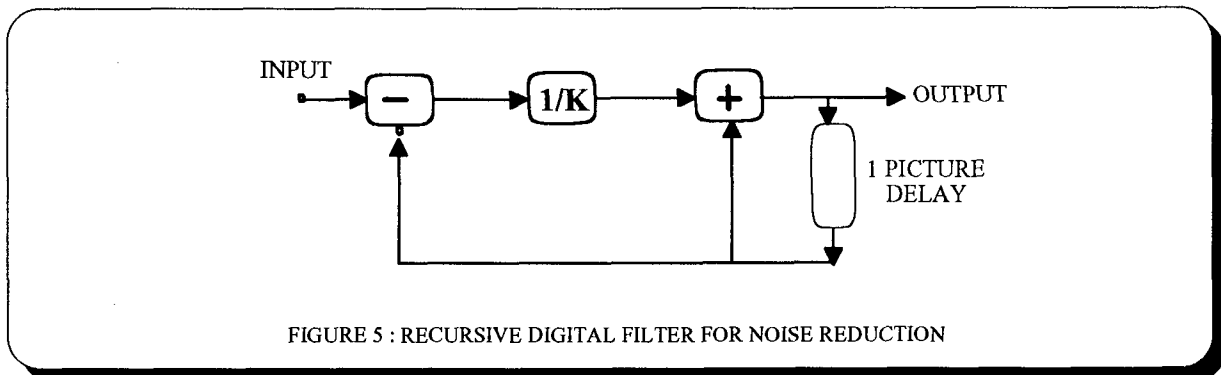 INPUT
−
1/K
+
OUTPUT
1 PICTURE
DELAY
FIGURE 5 : RECURSIVE DIGITAL FILTER FOR NOISE REDUCTION